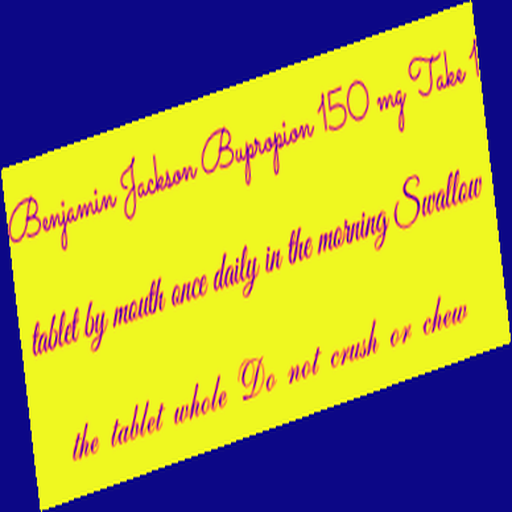 Benjamin Jackson Bupropion 150 mg Take 1
tablet by mouth once daily in the morning Swallow
the tablet whole Do not crush or chew